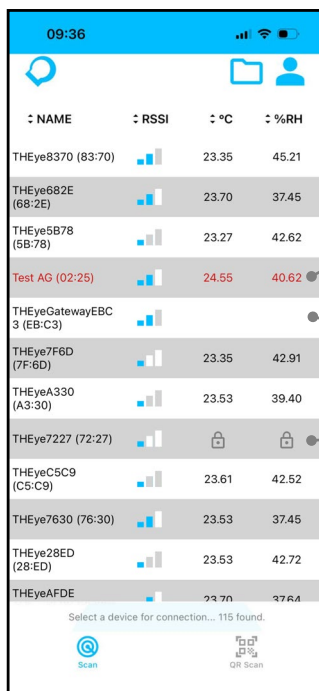 09:36
NAME RSSI °C %RH
THEye8370 (83:70) 23.35 45.21
THEye682E
(68:2E) 23.70 37.45
THEye5B78
(5B:78) 23.27 42.62
Test AG (02:25) 24.55 40.62
THEyeGatewayEBC
3 (EB:C3)
THEye7F6D
(7F:6D) 23.35 42.91
THEyeA330
(A3:30) 23.53 39.40
THEye7227 (72:27)
THEyeC5C9
(C5:C9) 23.61 42.52
THEye7630 (76:30) 23.53 37.45
THEye28ED
(28:ED) 23.53 42.72
THEyeAFDE 23.70 37.64
Select a device for connection... 115 found.
Scan QR Scan